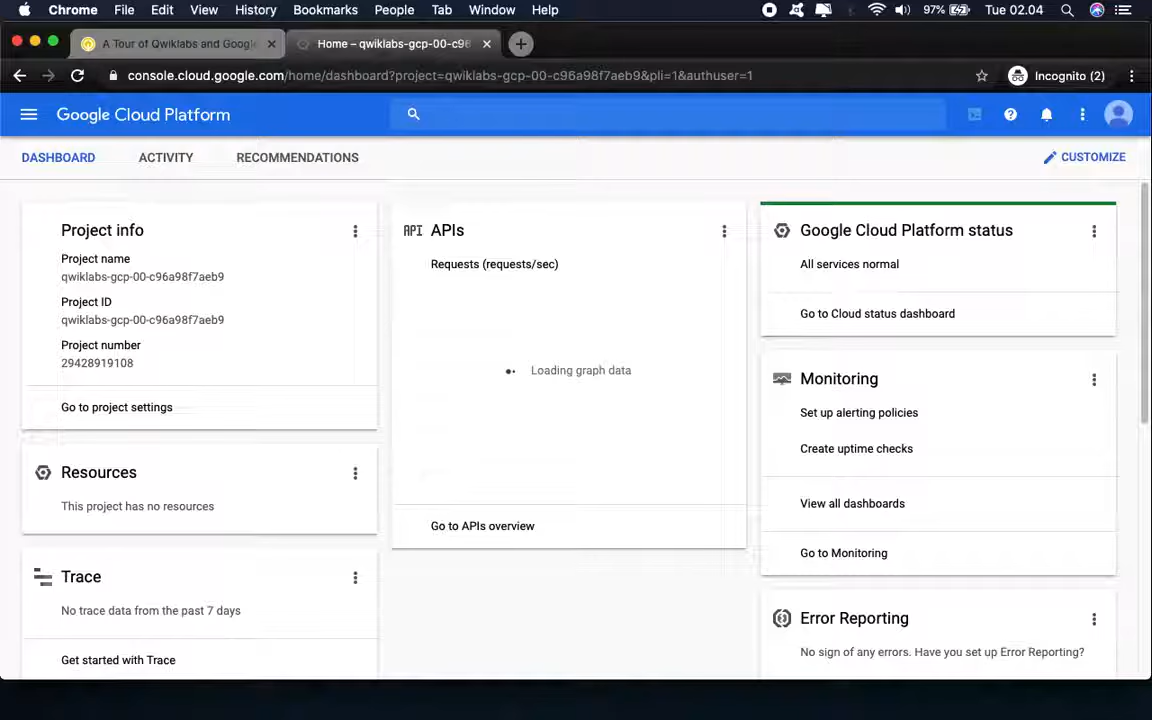 Chrome File Edit View History Bookmarks People Tab Window Help 97% Tue 02.04
A Tour of Qwiklabs and Google
Home – qwiklabs-gcp-00-c96
console.cloud.google.com/home/dashboard?project=qwiklabs-gcp-00-c96a98f7aeb9&pli=1&authuser=1
Incognito (2)
Google Cloud Platform
DASHBOARD ACTIVITY RECOMMENDATIONS CUSTOMIZE
Project info
Project name
qwiklabs-gcp-00-c96a98f7aeb9
Project ID
qwiklabs-gcp-00-c96a98f7aeb9
Project number
29428919108
Go to project settings
Resources
This project has no resources
Trace
No trace data from the past 7 days
Get started with Trace
API APIs
Requests (requests/sec)
Loading graph data
Go to APIs overview
Google Cloud Platform status
All services normal
Go to Cloud status dashboard
Monitoring
Set up alerting policies
Create uptime checks
View all dashboards
Go to Monitoring
Error Reporting
No sign of any errors. Have you set up Error Reporting?